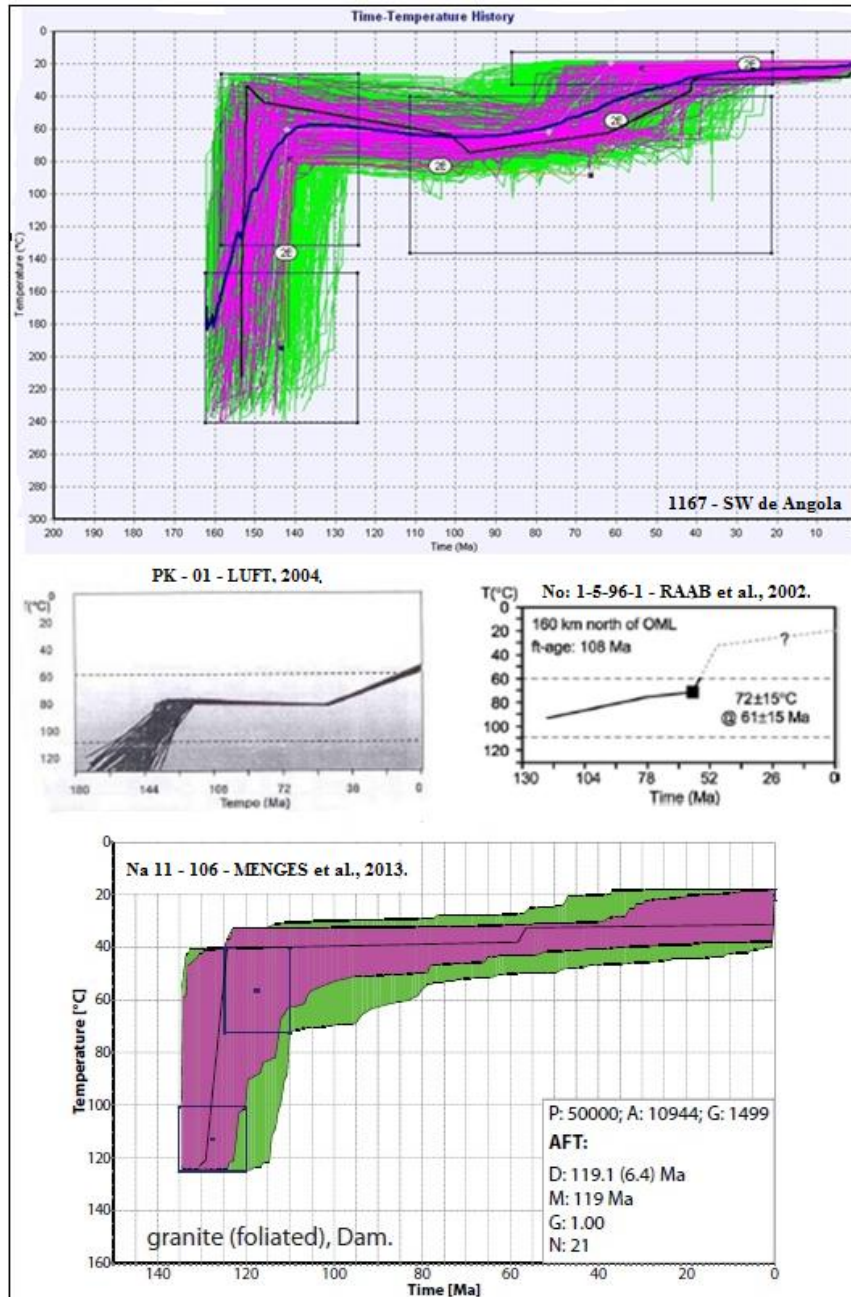 Time-Temperature History
0
20
40
60
80
100
120
140
160
180
200
220
240
260
280
300
Temperature (°C)
2E
2E
2E
2E
1167 - SW de Angola
200 190 180 170 160 150 140 130 120 110 100 90 80 70 60 50 40 30 20 10 0
Time (Ma)
PK - 01 - LUFT, 2004.
T(°C)
0
20
40
60
80
100
120
180 144 108 72 36 0
Tempo (Ma)
No: 1-5-96-1 - RAAB et al., 2002.
T(°C)
0
20
40
60
80
100
120
160 km north of OML
ft-age: 108 Ma
?
72±15°C
@ 61±15 Ma
130 104 78 52 26 0
Time (Ma)
Na 11 - 106 - MENGES et al., 2013.
0
20
40
60
80
100
120
140
160
Temperature [°C]
P: 50000; A: 10944; G: 1499
AFT:
D: 119.1 (6.4) Ma
M: 119 Ma
G: 1.00
N: 21
granite (foliated), Dam.
140 120 100 80 60 40 20 0
Time [Ma]